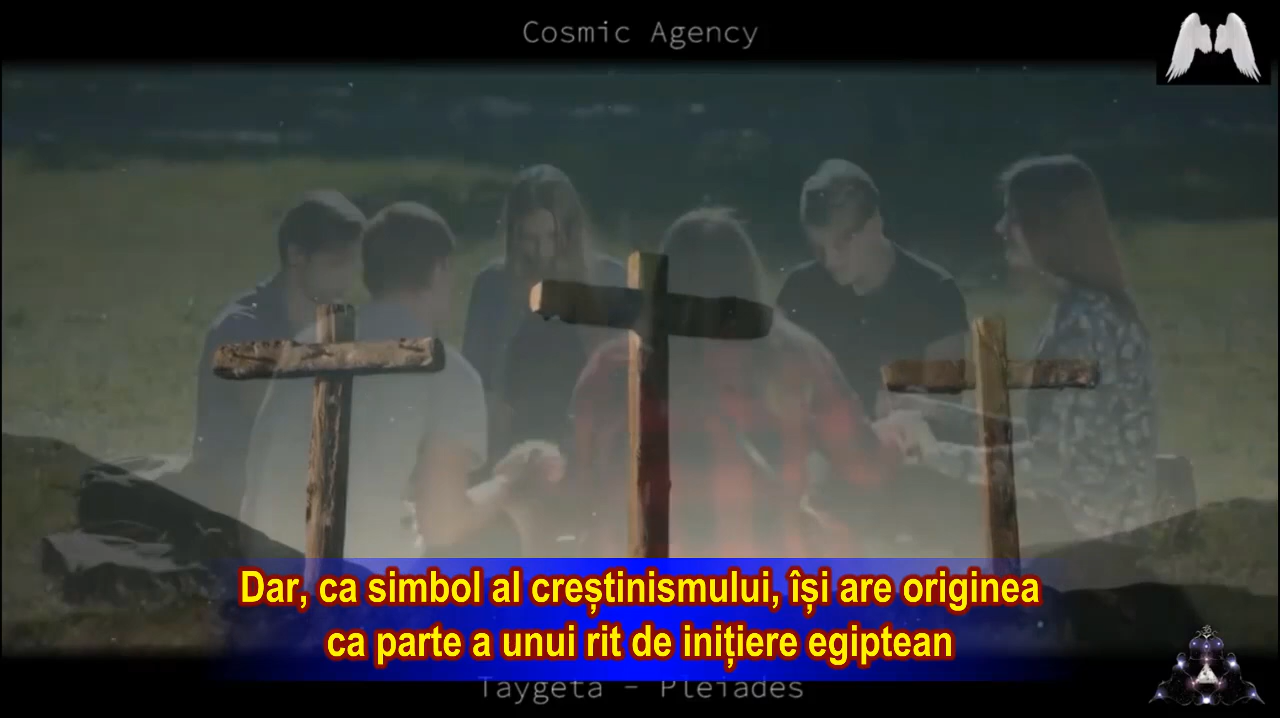 Cosmic Agency
Dar, ca simbol al creștinismului, își are originea
ca parte a unui rit de inițiere egiptean
Taygeta - Pleiades